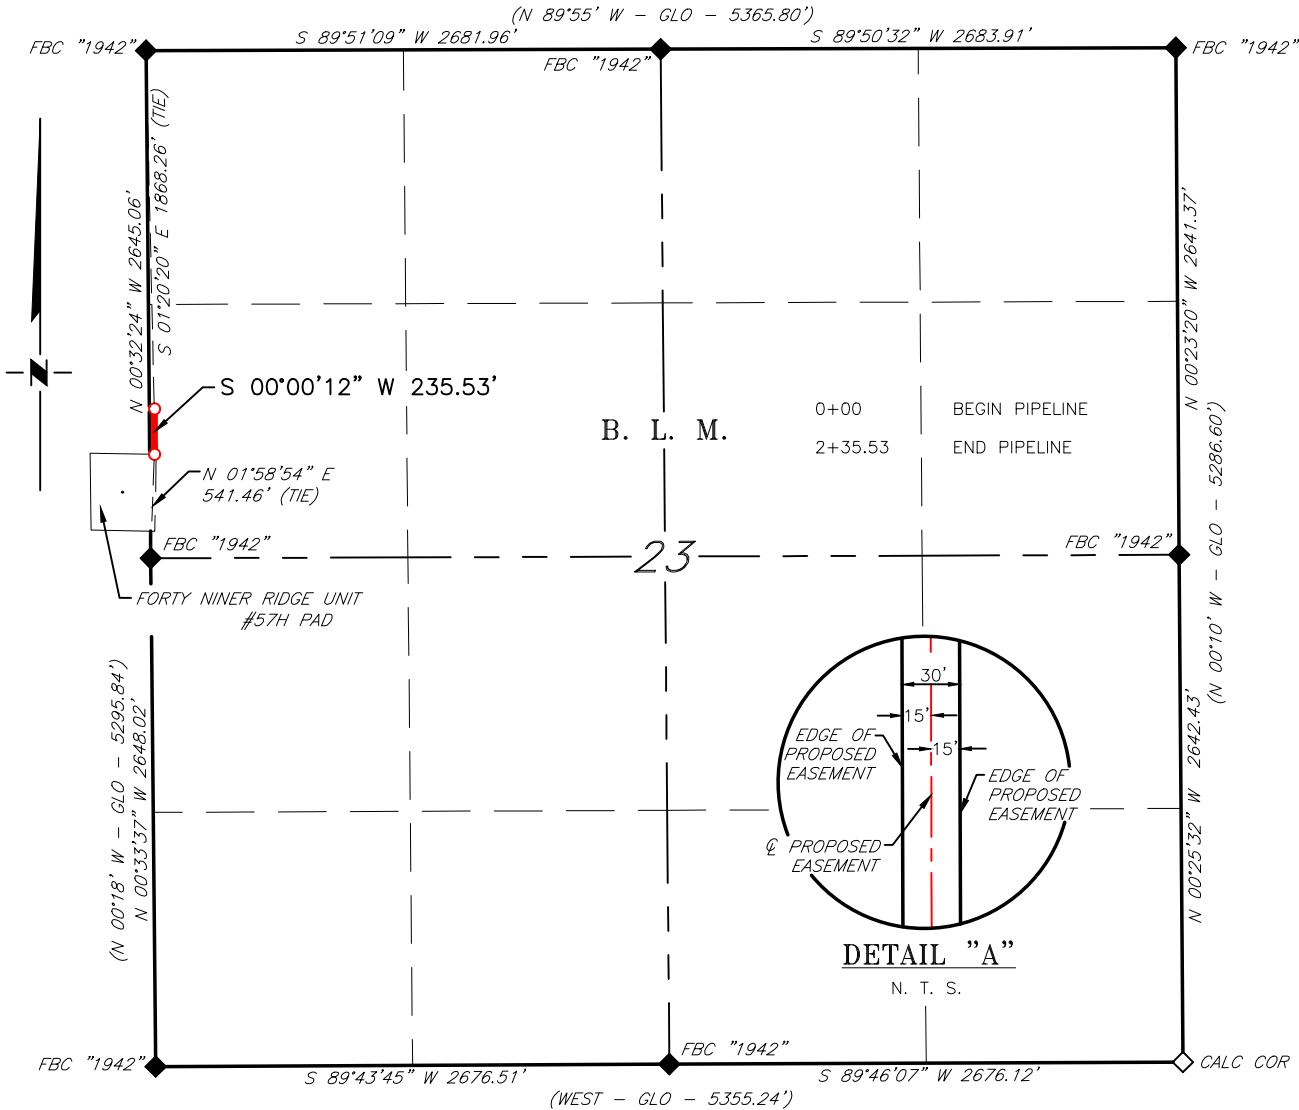 (N 89°55' W - GLO - 5365.80')
S 89°51'09" W 2681.96'
S 89°50'32" W 2683.91'
FBC "1942"
FBC "1942"
FBC "1942"
N 00°32'24" W 2645.06'
S 01°20'20" E 1868.26' (TIE)
N 00°23'20" W 2641.37'
N
S 00°00'12" W 235.53'
0+00 BEGIN PIPELINE
B. L. M.
2+35.53 END PIPELINE
(N 00°10' W - GLO - 5286.60')
N 01°58'54" E
541.46' (TIE)
FBC "1942"
23
FBC "1942"
FORTY NINER RIDGE UNIT
#57H PAD
(N 00°18' W - GLO - 5295.84')
N 00°33'37" W 2648.02'
30'
15'
15'
EDGE OF
PROPOSED
EASEMENT
EDGE OF
PROPOSED
EASEMENT
℄ PROPOSED
EASEMENT
N 00°25'32" W 2642.43'
DETAIL "A"
N. T. S.
FBC "1942"
FBC "1942"
CALC COR
S 89°43'45" W 2676.51'
S 89°46'07" W 2676.12'
(WEST - GLO - 5355.24')